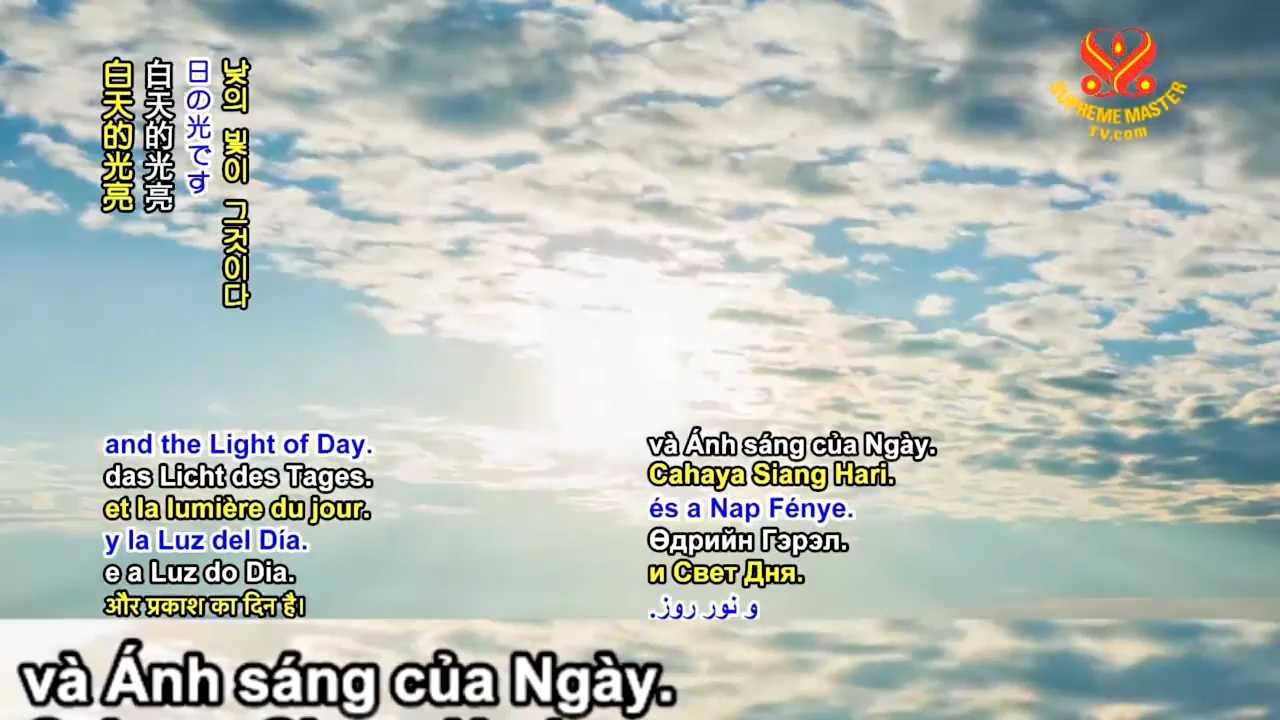 낮의 빛이 그것이다
日の光です
白天的光亮
白天的光亮
SUPREME MASTER
TV.com
and the Light of Day.
das Licht des Tages.
et la lumière du jour.
y la Luz del Día.
e a Luz do Dia.
और प्रकाश का दिन है।
và Ánh sáng của Ngày.
Cahaya Siang Hari.
és a Nap Fénye.
Өдрийн Гэрэл.
и Свет Дня.
و نور روز.
và Ánh sáng của Ngày.